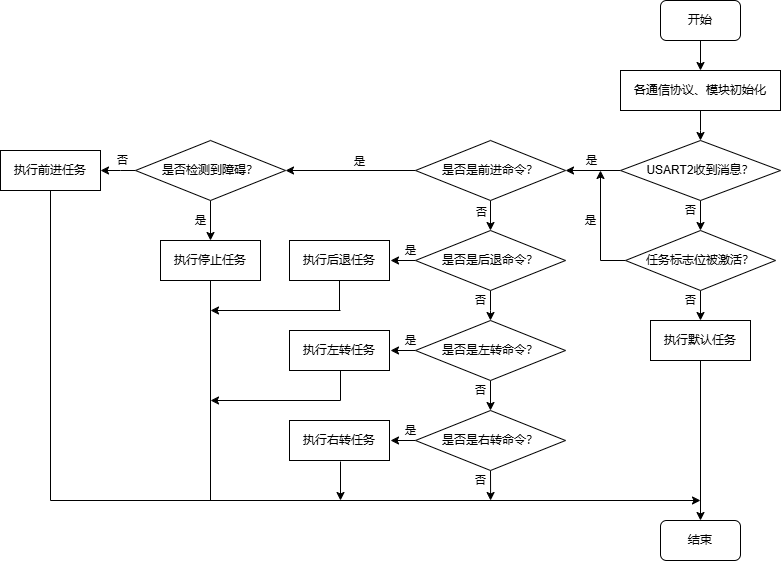 开始
各通信协议、模块初始化
USART2收到消息?
是
否
任务标志位被激活?
是
否
执行默认任务
是否是前进命令?
是
否
是否检测到障碍?
否
是
执行前进任务
执行停止任务
是否是后退命令?
是
否
执行后退任务
是否是左转命令?
是
否
执行左转任务
是否是右转命令?
是
否
执行右转任务
结束